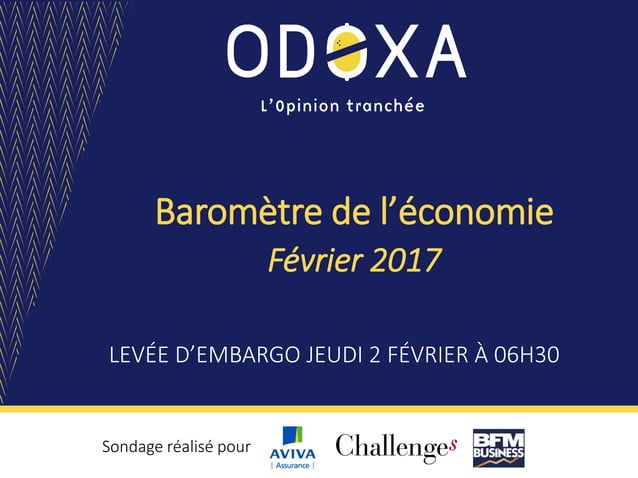 ODOXA
L'Opinion tranchée
Baromètre de l'économie
Février 2017
LEVÉE D'EMBARGO JEUDI 2 FÉVRIER À 06H30
Sondage réalisé pour
AVIVA
Assurance
Challenges
BFM
BUSINESS